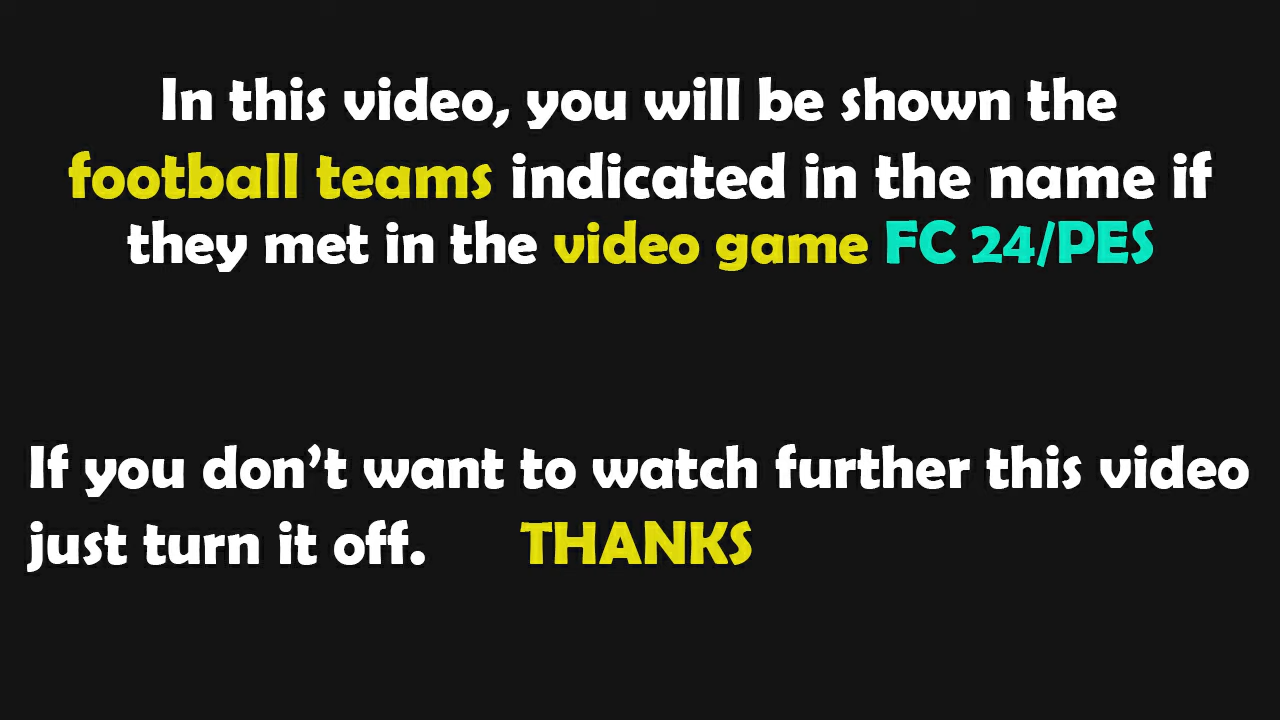 In this video, you will be shown the
football teams indicated in the name if
they met in the video game FC 24/PES
If you don’t want to watch further this video
just turn it off. THANKS